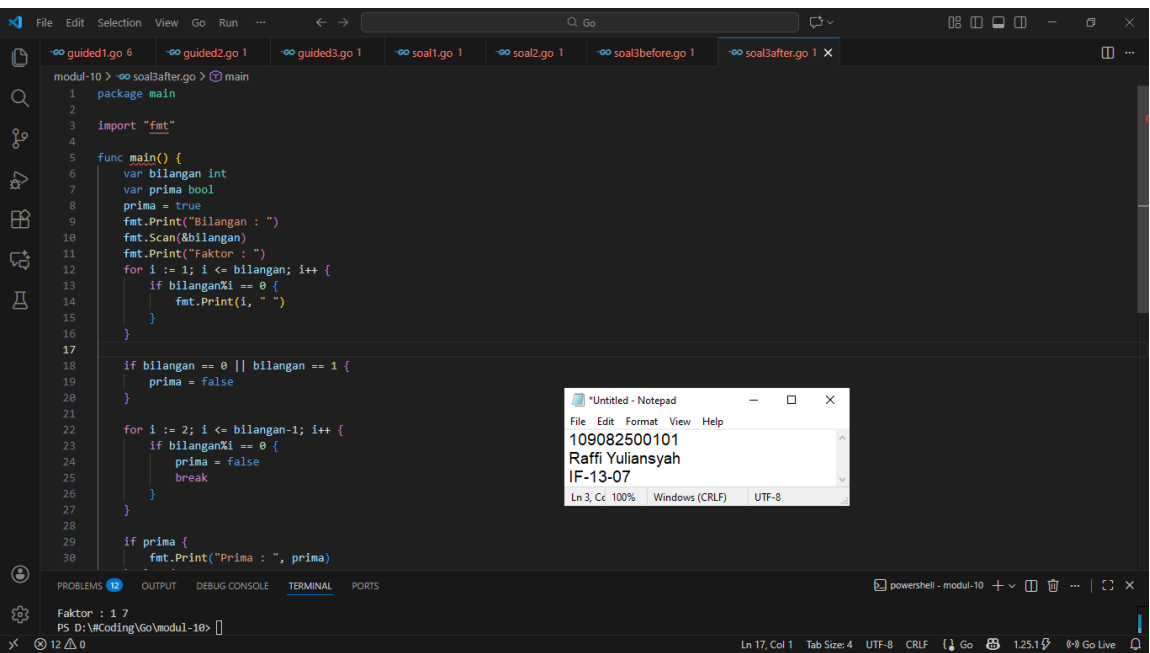 File Edit Selection View Go Run ··· Go
guided1.go 6 guided2.go 1 guided3.go 1 soal1.go 1 soal2.go 1 soal3before.go 1 soal3after.go 1
modul-10 > soal3after.go > main
1 package main
2
3 import "fmt"
4
5 func main() {
6 var bilangan int
7 var prima bool
8 prima = true
9 fmt.Print("Bilangan : ")
10 fmt.Scan(&bilangan)
11 fmt.Print("Faktor : ")
12 for i := 1; i <= bilangan; i++ {
13 if bilangan%i == 0 {
14 fmt.Print(i, " ")
15 }
16 }
17
18 if bilangan == 0 || bilangan == 1 {
19 prima = false
20 }
21
22 for i := 2; i <= bilangan-1; i++ {
23 if bilangan%i == 0 {
24 prima = false
25 break
26 }
27 }
28
29 if prima {
30 fmt.Print("Prima : ", prima)
*Untitled - Notepad
File Edit Format View Help
109082500101
Raffi Yuliansyah
IF-13-07
Ln 3, Cc 100% Windows (CRLF) UTF-8
PROBLEMS 12 OUTPUT DEBUG CONSOLE TERMINAL PORTS powershell - modul-10
Faktor : 1 7
PS D:\#Coding\Go\modul-10>
12 0 Ln 17, Col 1 Tab Size: 4 UTF-8 CRLF Go 1.25.1 Go Live